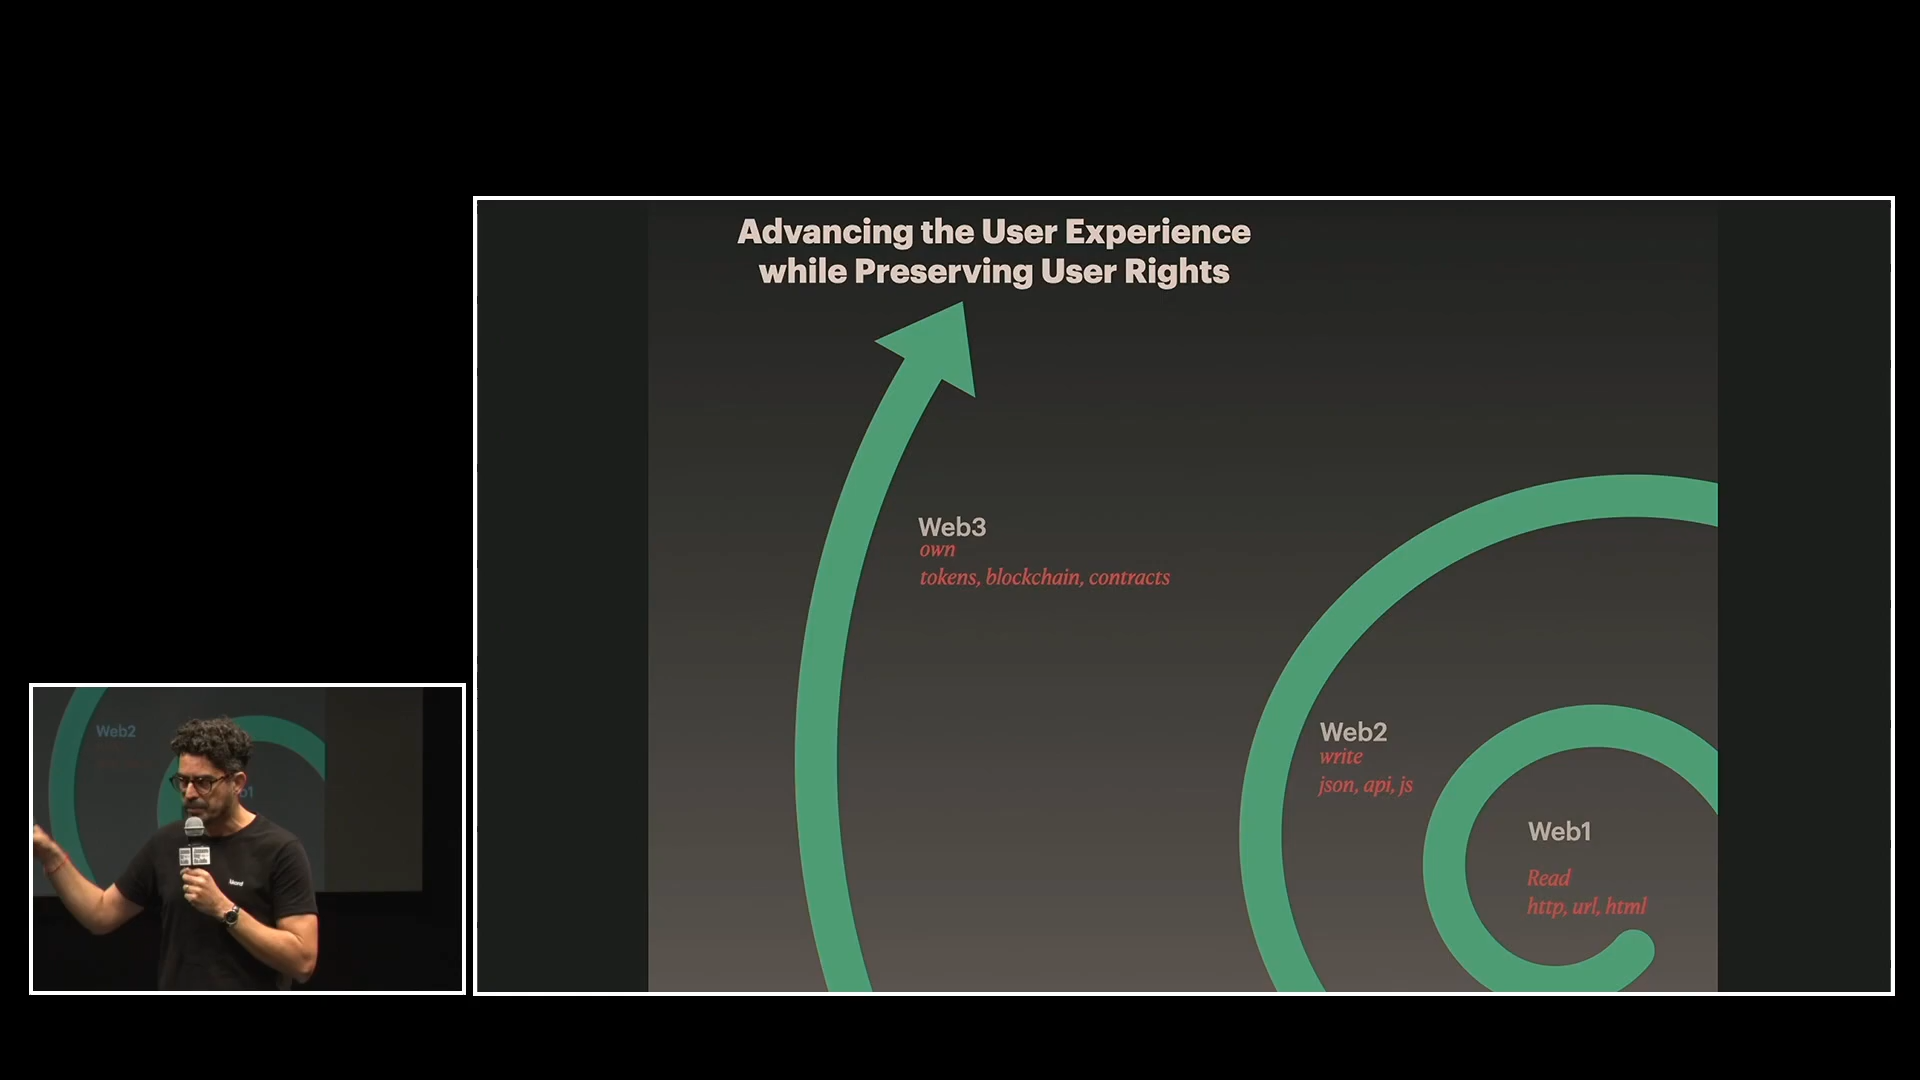 Advancing the User Experience
while Preserving User Rights
Web3
own
tokens, blockchain, contracts
Web2
write
json, api, js
Web1
Read
http, url, html
Web2